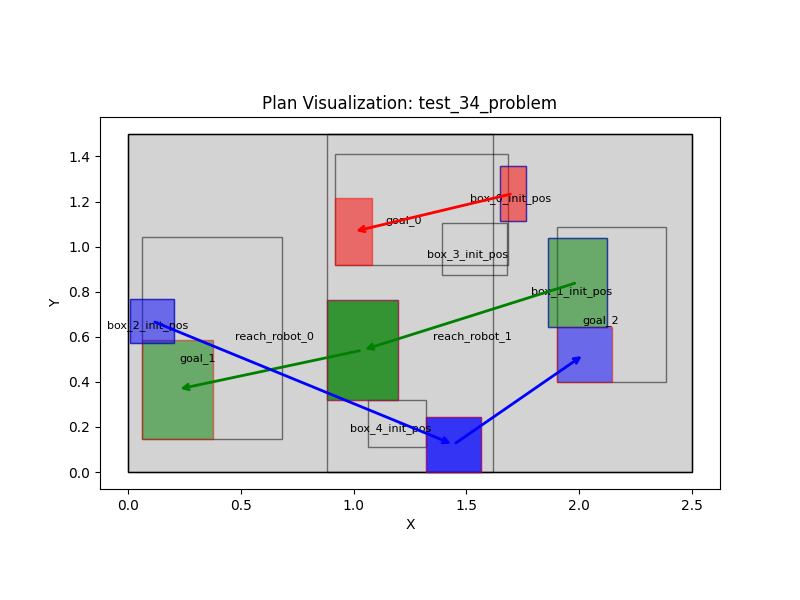 Plan Visualization: test_34_problem
1.4
1.2
1.0
0.8
0.6
0.4
0.2
0.0
Y
box_0_init_pos
goal_0
box_3_init_pos
box_1_init_pos
goal_2
box_2_init_pos
reach_robot_0
reach_robot_1
goal_1
box_4_init_pos
0.0
0.5
1.0
1.5
2.0
2.5
X